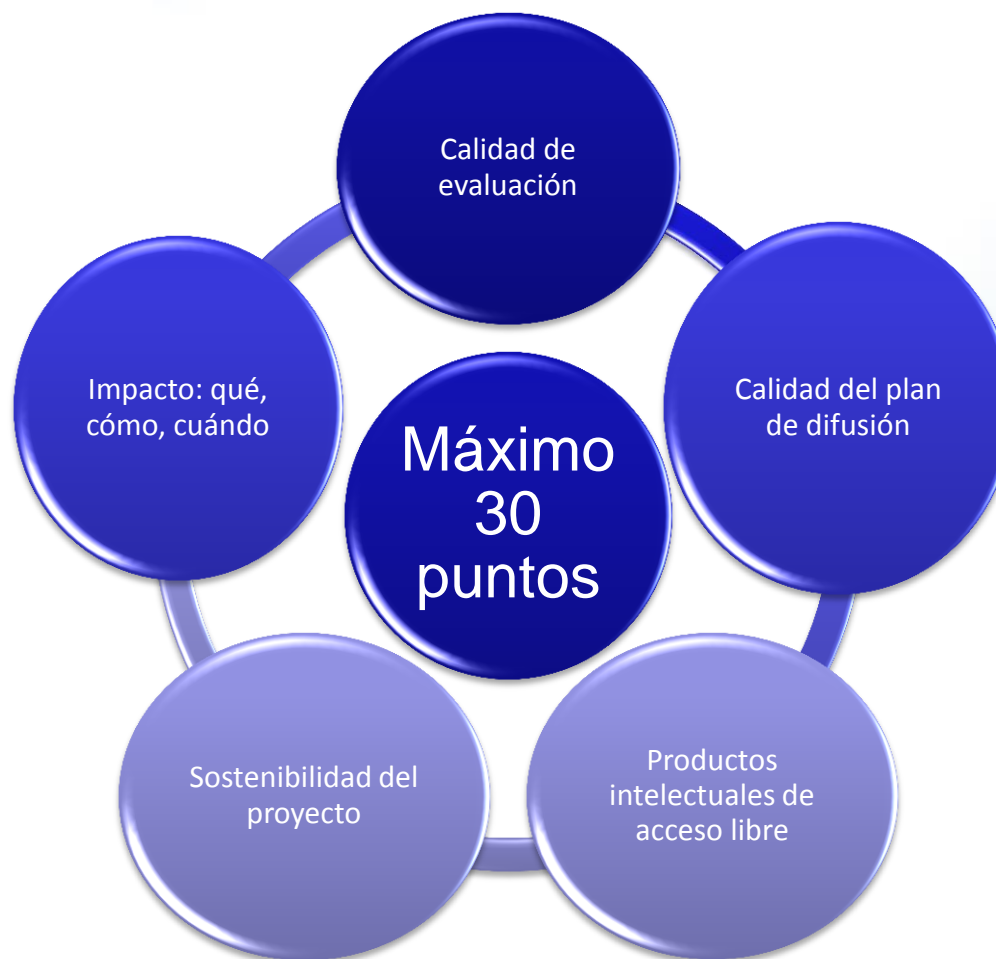 Calidad de
evaluación
Impacto: qué,
cómo, cuándo
Calidad del plan
de difusión
Máximo
30
puntos
Sostenibilidad del
proyecto
Productos
intelectuales de
acceso libre